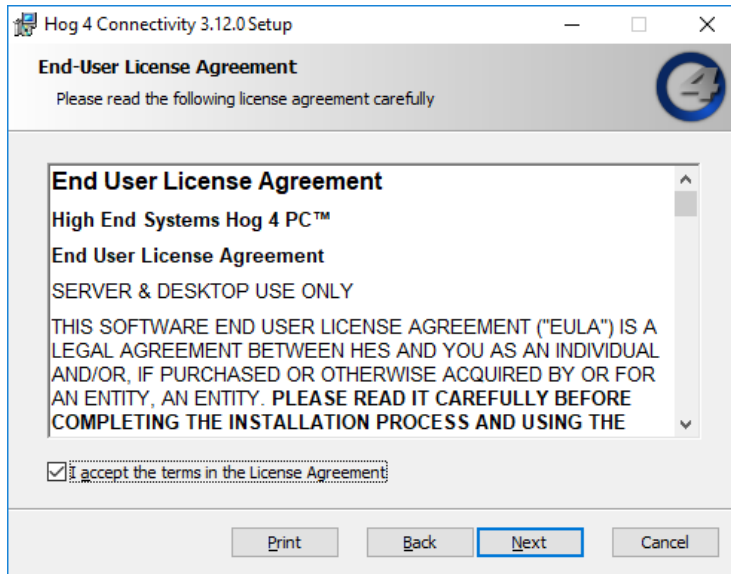 Hog 4 Connectivity 3.12.0 Setup
End-User License Agreement
Please read the following license agreement carefully
4
End User License Agreement
High End Systems Hog 4 PC™
End User License Agreement
SERVER & DESKTOP USE ONLY
THIS SOFTWARE END USER LICENSE AGREEMENT ("EULA") IS A
LEGAL AGREEMENT BETWEEN HES AND YOU AS AN INDIVIDUAL
AND/OR, IF PURCHASED OR OTHERWISE ACQUIRED BY OR FOR
AN ENTITY, AN ENTITY. PLEASE READ IT CAREFULLY BEFORE
COMPLETING THE INSTALLATION PROCESS AND USING THE
I accept the terms in the License Agreement
Print Back Next Cancel